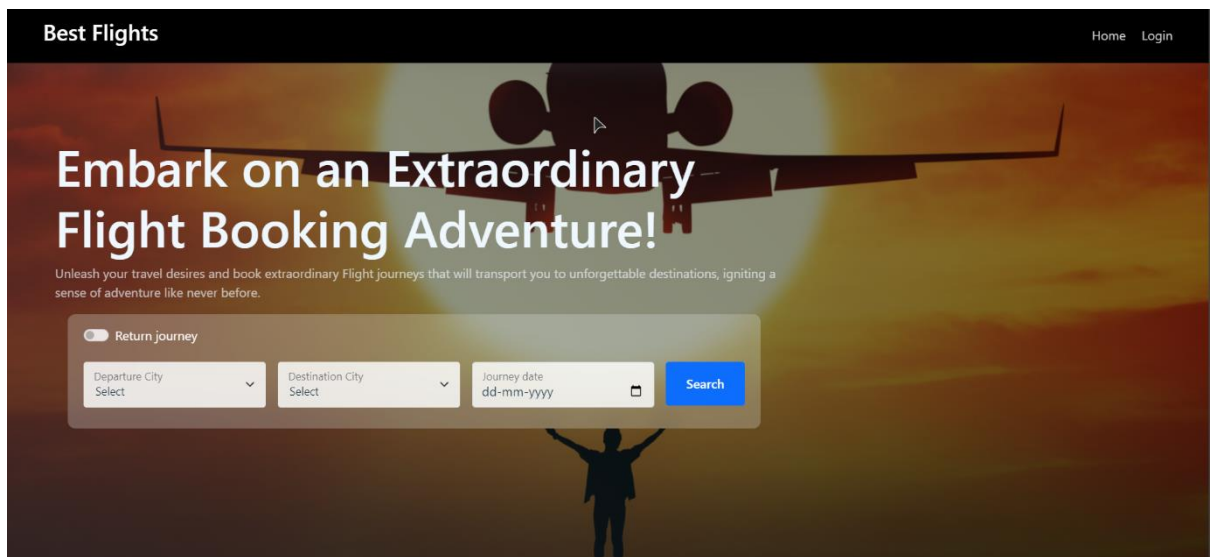 Best Flights
Home Login
Embark on an Extraordinary
Flight Booking Adventure!
Unleash your travel desires and book extraordinary Flight journeys that will transport you to unforgettable destinations, igniting a
sense of adventure like never before.
Return journey
Departure City
Select
Destination City
Select
Journey date
dd-mm-yyyy
Search